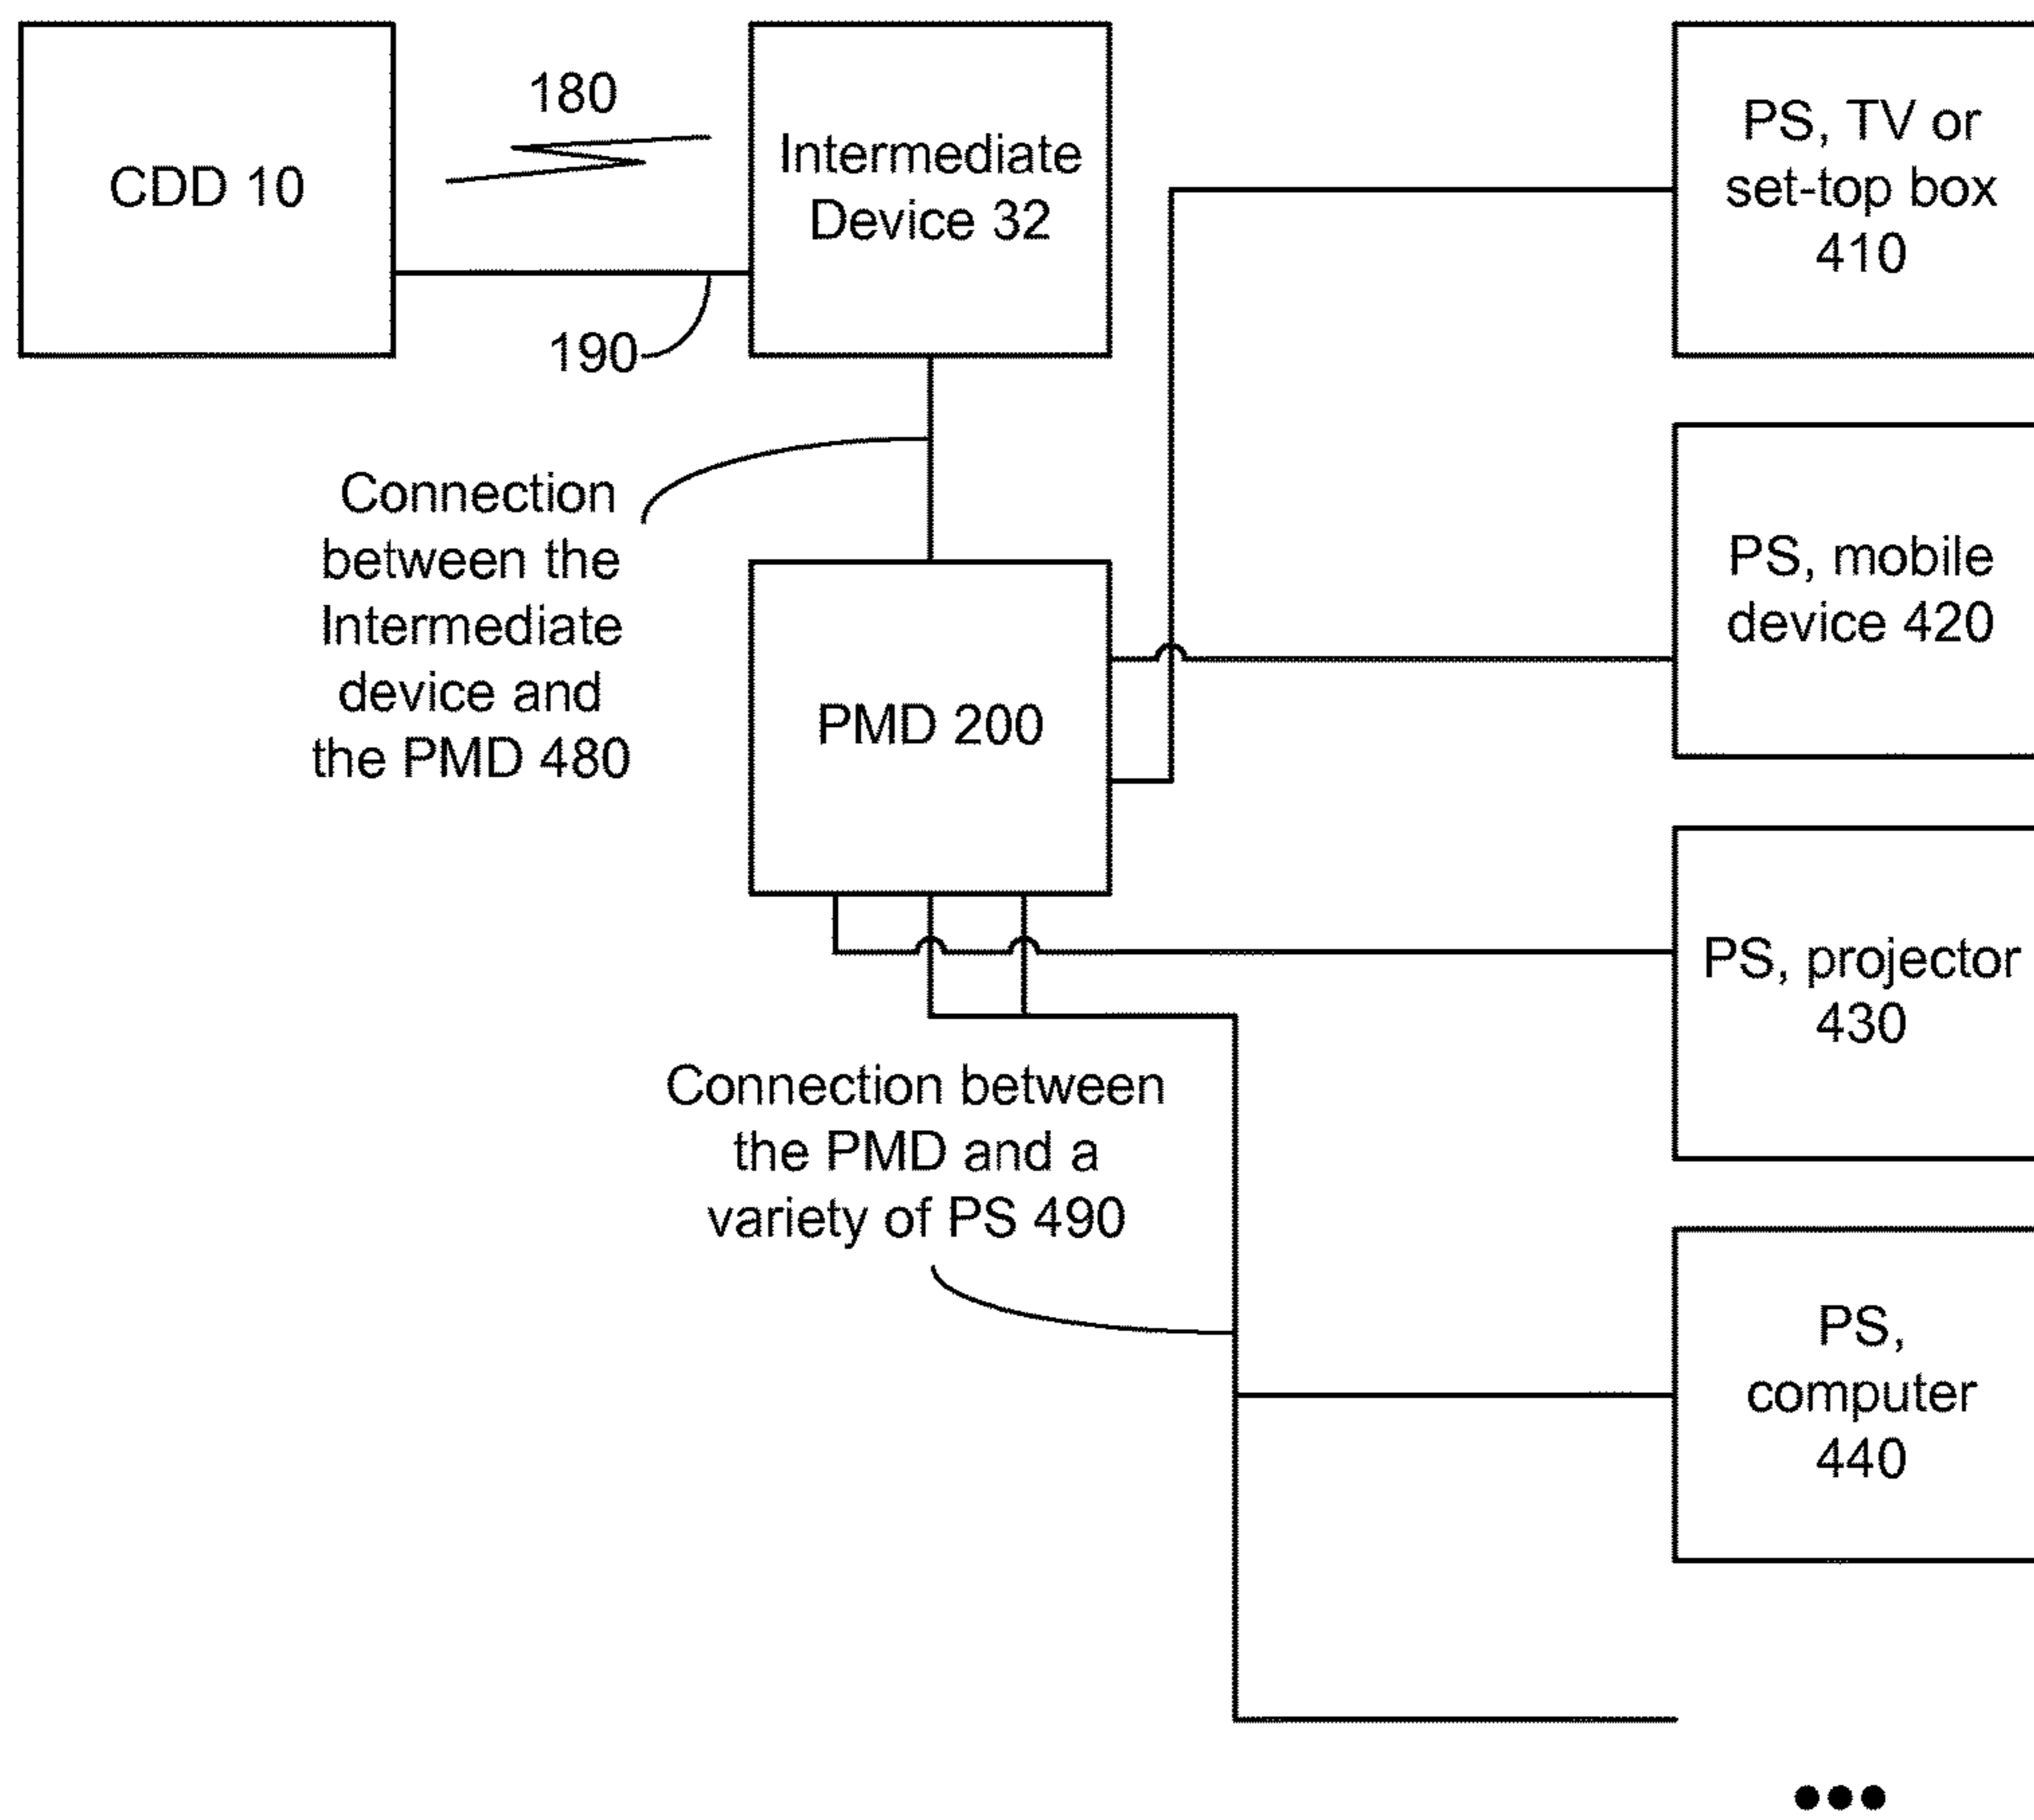 CDD 10
180
190
Intermediate
Device 32
PS, TV or
set-top box
410
Connection
between the
Intermediate
device and
the PMD 480
PMD 200
PS, mobile
device 420
PS, projector
430
Connection between
the PMD and a
variety of PS 490
PS,
computer
440
•••